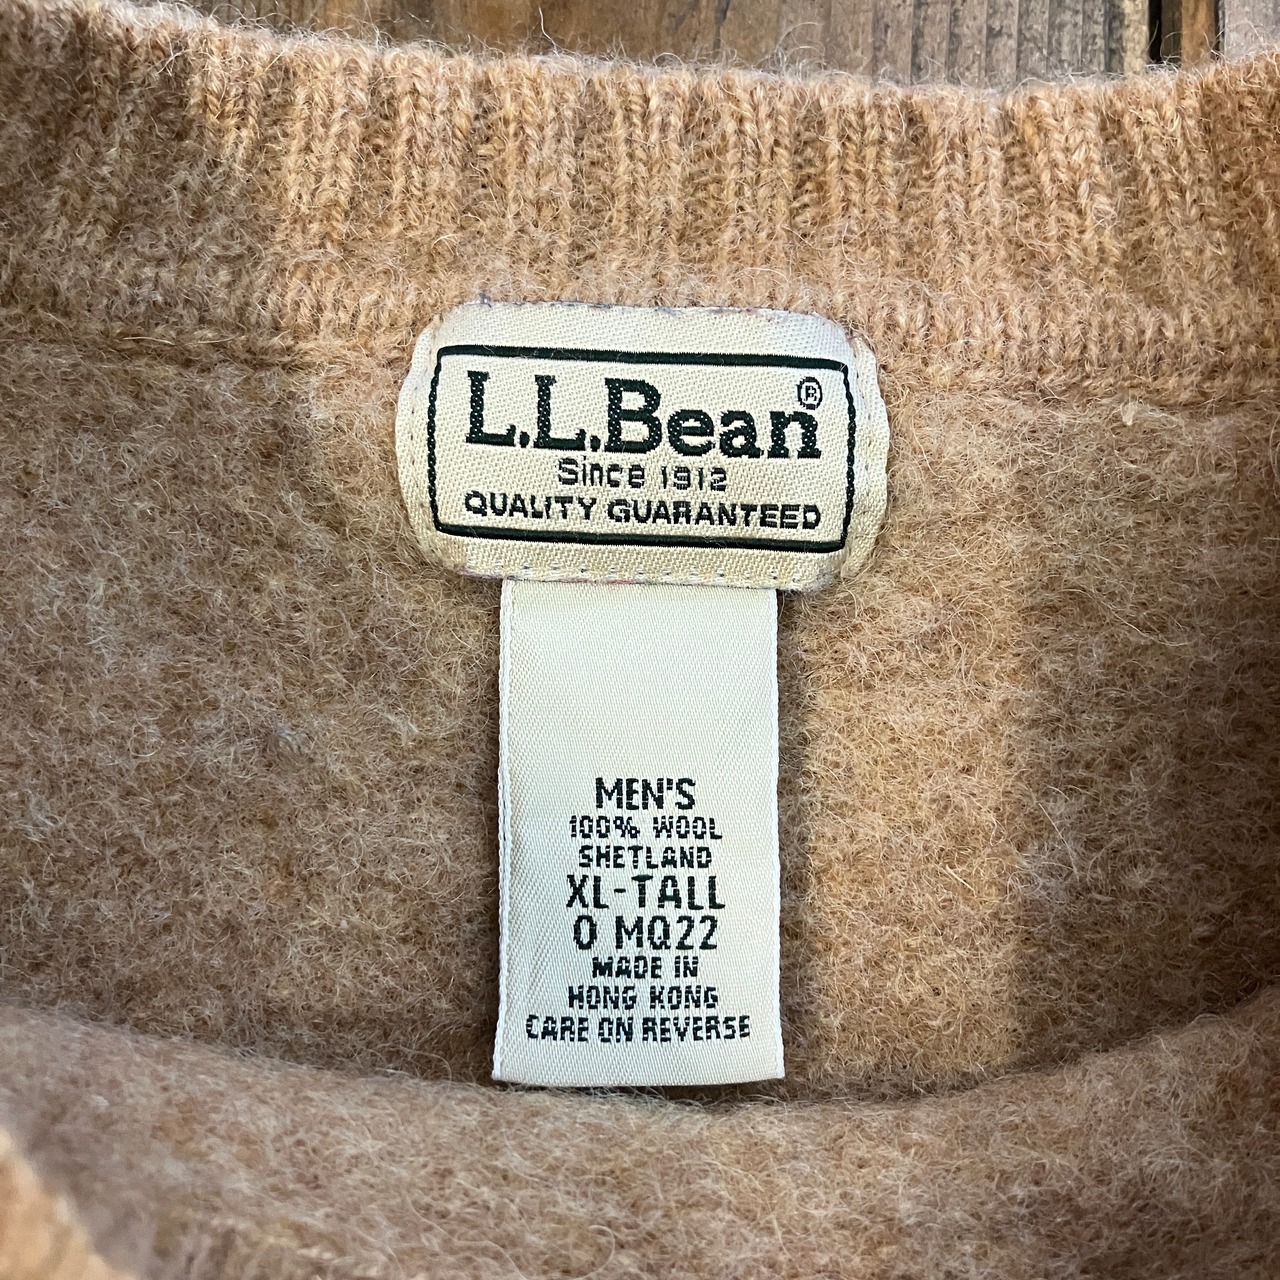 L.L.Bean®
Since 1912
QUALITY GUARANTEED
MEN'S
100% WOOL
SHETLAND
XL-TALL
0 MQ22
MADE IN
HONG KONG
CARE ON REVERSE